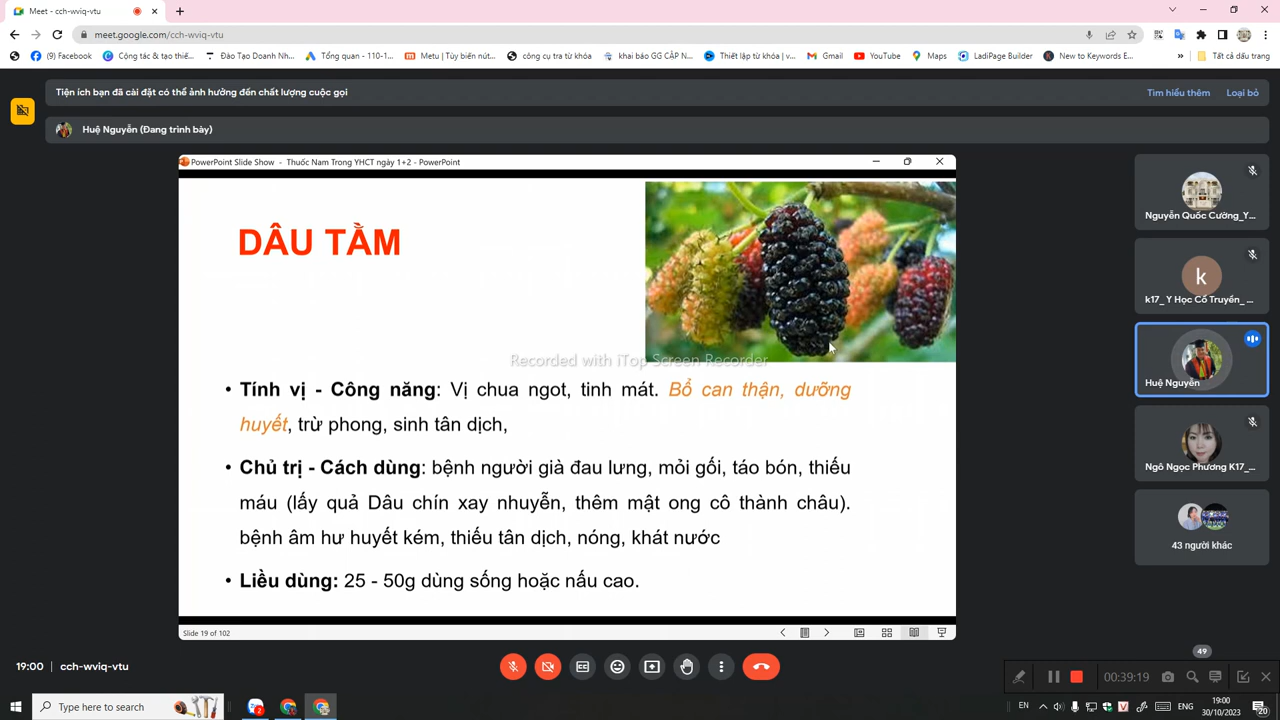 Meet - cch-wviq-vtu
meet.google.com/cch-wviq-vtu
(8) Facebook
Công tác & tạo thiế...
Đào Tạo Doanh Nh...
Tổng quan - 110-1...
Metu | Tùy biến nút...
công cụ tra từ khóa
khai báo GG CẬP N...
Thiết lập từ khóa | v...
Gmail
YouTube
Maps
LadiPage Builder
New to Keywords E...
»
Tất cả dấu trang
Tiện ích bạn đã cài đặt có thể ảnh hưởng đến chất lượng cuộc gọi
Tìm hiểu thêm
Loại bỏ
Huệ Nguyễn (Đang trình bày)
PowerPoint Slide Show - Thuốc Nam Trong YHCT ngày 1+2 - PowerPoint
DÂU TẰM
Recorded with iTop Screen Recorder
• Tính vị - Công năng: Vị chua ngọt, tinh mát. Bổ can thận, dưỡng
huyết, trừ phong, sinh tân dịch,
• Chủ trị - Cách dùng: bệnh người già đau lưng, mỏi gối, táo bón, thiếu
máu (lấy quả Dâu chín xay nhuyễn, thêm mật ong cô thành châu).
bệnh âm hư huyết kém, thiếu tân dịch, nóng, khát nước
• Liều dùng: 25 - 50g dùng sống hoặc nấu cao.
Slide 19 of 102
Nguyễn Quốc Cường_Y...
k
k17_ Y Học Cổ Truyền_ ...
Huệ Nguyễn
Ngô Ngọc Phương K17_...
43 người khác
49
19:00
cch-wviq-vtu
00:39:19
Type here to search
EN
ENG
19:00
30/10/2023
20